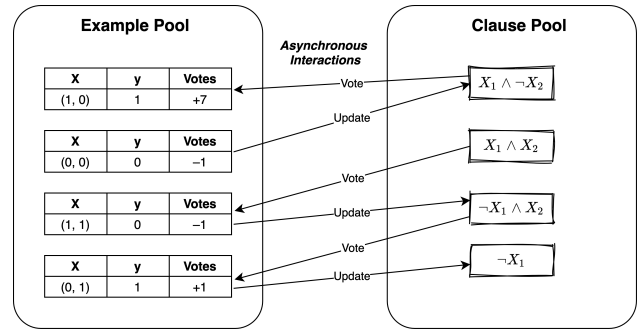 Example Pool
Asynchronous
Interactions
Clause Pool
X y Votes
(1, 0) 1 +7
Vote
X₁ ∧ ¬X₂
Update
X y Votes
(0, 0) 0 –1
X₁ ∧ X₂
Vote
X y Votes
(1, 1) 0 –1
Update
¬X₁ ∧ X₂
Vote
X y Votes
(0, 1) 1 +1
Update
¬X₁